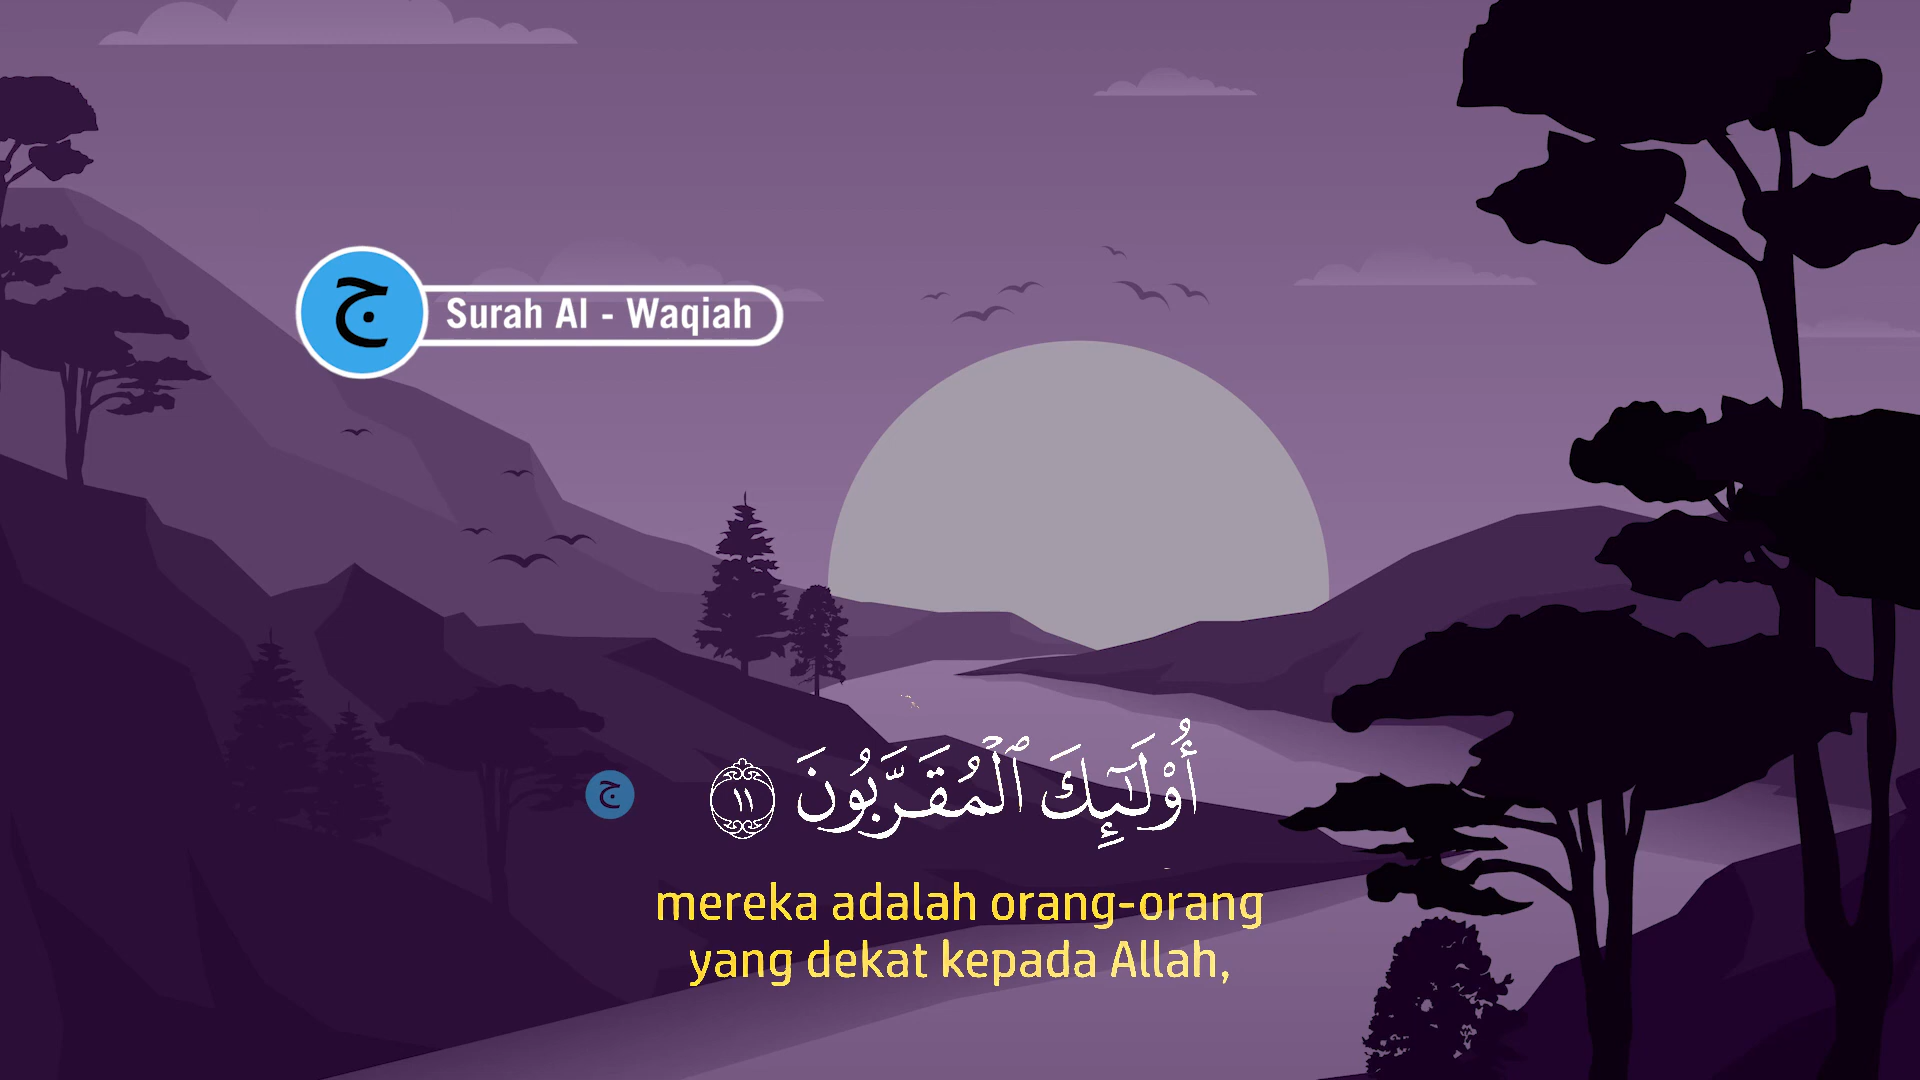 ج
Surah Al - Waqiah
أُوْلَـٰٓئِكَ ٱلۡمُقَرَّبُونَ ١١
ج
mereka adalah orang-orang
yang dekat kepada Allah,